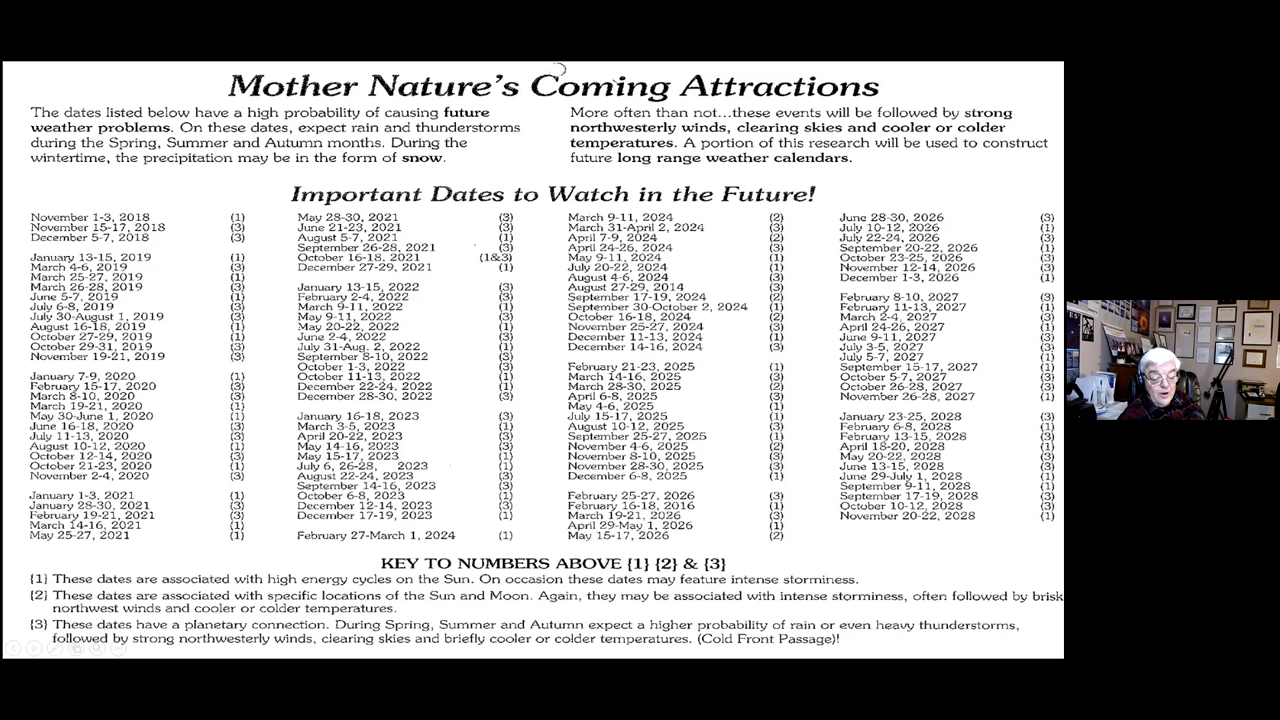 Mother Nature's Coming Attractions
The dates listed below have a high probability of causing future
weather problems. On these dates, expect rain and thunderstorms
during the Spring, Summer and Autumn months. During the
wintertime, the precipitation may be in the form of snow.
More often than not...these events will be followed by strong
northwesterly winds, clearing skies and cooler or colder
temperatures. A portion of this research will be used to construct
future long range weather calendars.
Important Dates to Watch in the Future!
November 1-3, 2018 (1)
November 15-17, 2018 (3)
December 5-7, 2018 (3)
January 13-15, 2019 (1)
March 4-6, 2019 (3)
March 25-27, 2019 (1)
March 26-28, 2019 (3)
June 5-7, 2019 (1)
July 6-8, 2019 (3)
July 30-August 1, 2019 (3)
August 16-18, 2019 (1)
October 27-29, 2019 (1)
October 29-31, 2019 (3)
November 19-21, 2019 (3)
January 7-9, 2020 (1)
February 15-17, 2020 (3)
March 8-10, 2020 (3)
March 19-21, 2020 (1)
May 30-June 1, 2020 (1)
June 16-18, 2020 (3)
July 11-13, 2020 (3)
August 10-12, 2020 (1)
October 12-14, 2020 (3)
October 21-23, 2020 (1)
November 2-4, 2020 (3)
January 1-3, 2021 (1)
January 28-30, 2021 (3)
February 19-21, 2021 (3)
March 14-16, 2021 (1)
May 25-27, 2021 (1)
May 28-30, 2021 (3)
June 21-23, 2021 (3)
August 5-7, 2021 (1)
September 26-28, 2021 (3)
October 16-18, 2021 (1&3)
December 27-29, 2021 (1)
January 13-15, 2022 (3)
February 2-4, 2022 (3)
March 9-11, 2022 (1)
May 9-11, 2022 (3)
May 20-22, 2022 (1)
June 2-4, 2022 (3)
July 31-Aug. 2, 2022 (1)
September 8-10, 2022 (3)
October 1-3, 2022 (3)
October 11-13, 2022 (1)
December 22-24, 2022 (1)
December 28-30, 2022 (3)
January 16-18, 2023 (3)
March 3-5, 2023 (1)
April 20-22, 2023 (3)
May 14-16, 2023 (3)
May 15-17, 2023 (1)
July 6, 26-28, 2023 (1)
August 22-24, 2023 (3)
September 14-16, 2023 (3)
October 6-8, 2023 (1)
December 12-14, 2023 (3)
December 17-19, 2023 (1)
February 27-March 1, 2024 (1)
March 9-11, 2024 (2)
March 31-April 2, 2024 (3)
April 7-9, 2024 (2)
April 24-26, 2024 (3)
May 9-11, 2024 (1)
July 20-22, 2024 (1)
August 4-6, 2024 (3)
August 27-29, 2014 (3)
September 17-19, 2024 (2)
September 30-October 2, 2024 (1)
October 16-18, 2024 (2)
November 25-27, 2024 (3)
December 11-13, 2024 (1)
December 14-16, 2024 (3)
February 21-23, 2025 (1)
March 14-16, 2025 (3)
March 28-30, 2025 (2)
April 6-8, 2025 (3)
May 4-6, 2025 (1)
July 15-17, 2025 (1)
August 10-12, 2025 (3)
September 25-27, 2025 (1)
November 4-6, 2025 (2)
November 8-10, 2025 (3)
November 28-30, 2025 (3)
December 6-8, 2025 (1)
February 25-27, 2026 (3)
February 16-18, 2016 (1)
March 19-21, 2026 (3)
April 29-May 1, 2026 (1)
May 15-17, 2026 (2)
June 28-30, 2026 (3)
July 10-12, 2026 (1)
July 22-24, 2026 (3)
September 20-22, 2026 (1)
October 23-25, 2026 (3)
November 12-14, 2026 (3)
December 1-3, 2026 (1)
February 8-10, 2027 (3)
February 11-13, 2027 (1)
March 2-4, 2027 (3)
April 24-26, 2027 (1)
June 9-11, 2027 (3)
July 3-5, 2027 (3)
July 5-7, 2027 (1)
September 15-17, 2027 (1)
October 5-7, 2027 (3)
October 26-28, 2027 (3)
November 26-28, 2027 (1)
January 23-25, 2028 (3)
February 6-8, 2028 (1)
February 13-15, 2028 (3)
April 18-20, 2028 (1)
May 20-22, 2028 (3)
June 13-15, 2028 (3)
June 29-July 1, 2028 (1)
September 9-11, 2028 (1)
September 17-19, 2028 (3)
October 10-12, 2028 (3)
November 20-22, 2028 (1)
KEY TO NUMBERS ABOVE {1} {2} & {3}
{1} These dates are associated with high energy cycles on the Sun. On occasion these dates may feature intense storminess.
{2} These dates are associated with specific locations of the Sun and Moon. Again, they may be associated with intense storminess, often followed by brisk
northwest winds and cooler or colder temperatures.
{3} These dates have a planetary connection. During Spring, Summer and Autumn expect a higher probability of rain or even heavy thunderstorms,
followed by strong northwesterly winds, clearing skies and briefly cooler or colder temperatures. (Cold Front Passage)!